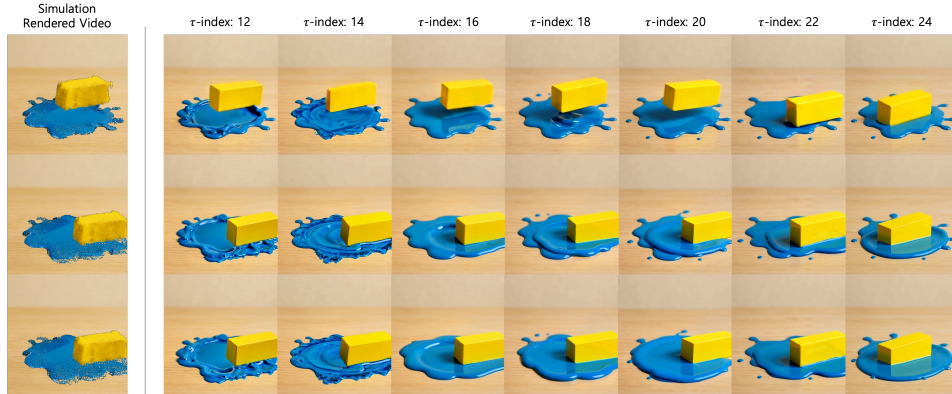 Simulation
Rendered Video
τ-index: 12
τ-index: 14
τ-index: 16
τ-index: 18
τ-index: 20
τ-index: 22
τ-index: 24